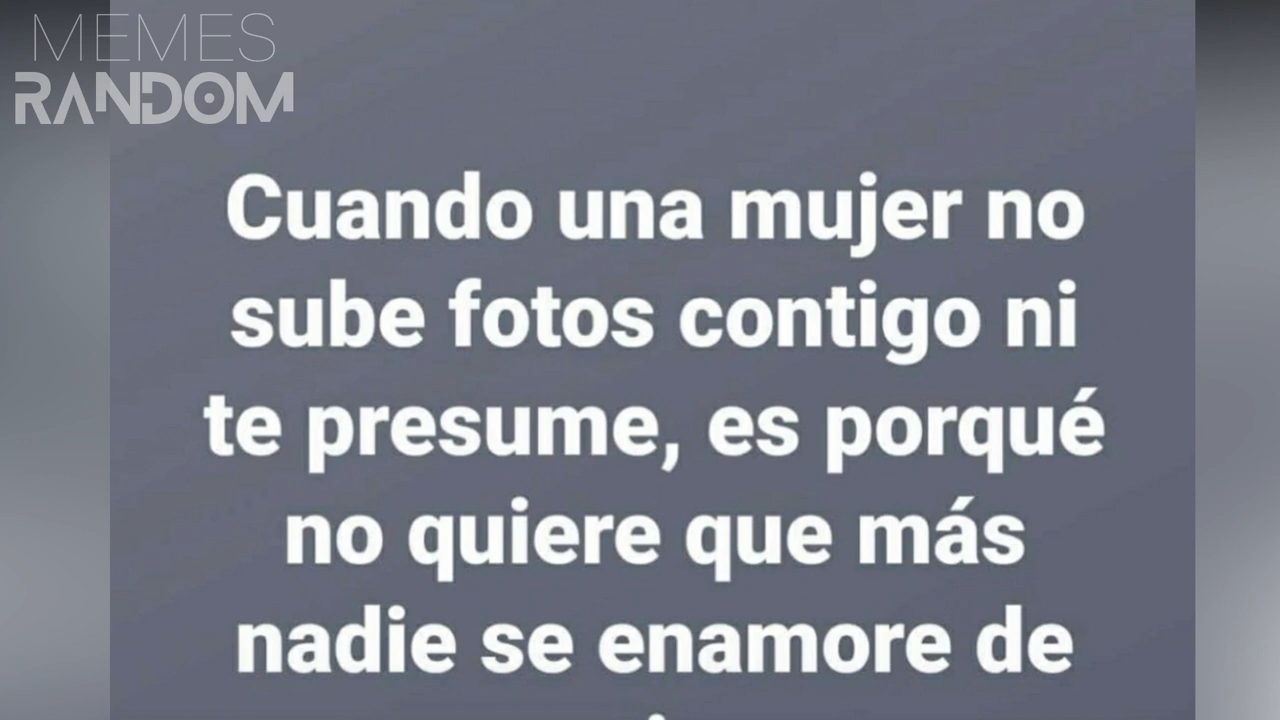 MEMES
RANDOM
Cuando una mujer no
sube fotos contigo ni
te presume, es porqué
no quiere que más
nadie se enamore de